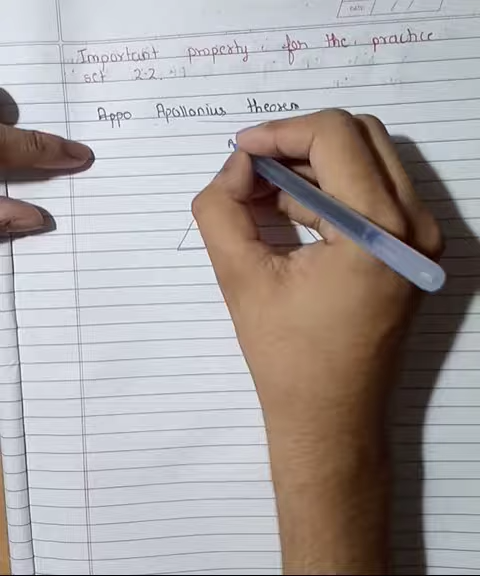 Important property for the practice
set 2.2.
Appo Apollonius theorem
A